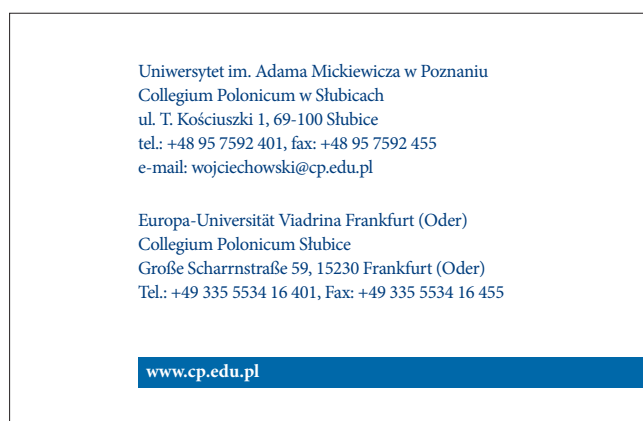 Uniwersytet im. Adama Mickiewicza w Poznaniu
Collegium Polonicum w Słubicach
ul. T. Kościuszki 1, 69-100 Słubice
tel.: +48 95 7592 401, fax: +48 95 7592 455
e-mail: wojciechowski@cp.edu.pl
Europa-Universität Viadrina Frankfurt (Oder)
Collegium Polonicum Słubice
Große Scharrnstraße 59, 15230 Frankfurt (Oder)
Tel.: +49 335 5534 16 401, Fax: +49 335 5534 16 455
www.cp.edu.pl